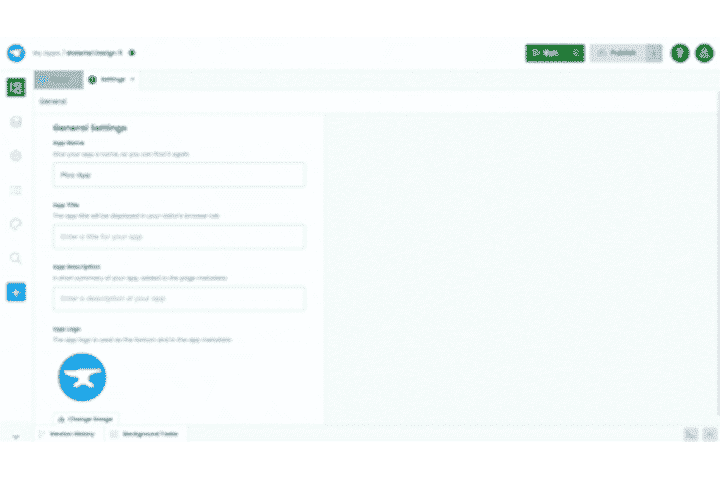 My Apps / Material Design
Run
Publish
Settings
General
General Settings
App Name
Give your app a name, so you can find it again
App Title
The app title will be displayed in your visitor's browser tab
Enter a title for your app
App Description
A short summary of your app, added to the page metadata
Enter a description of your app
App Logo
The app logo is used as the favicon and in the app metadata
Change Image
Version History
Background Tasks